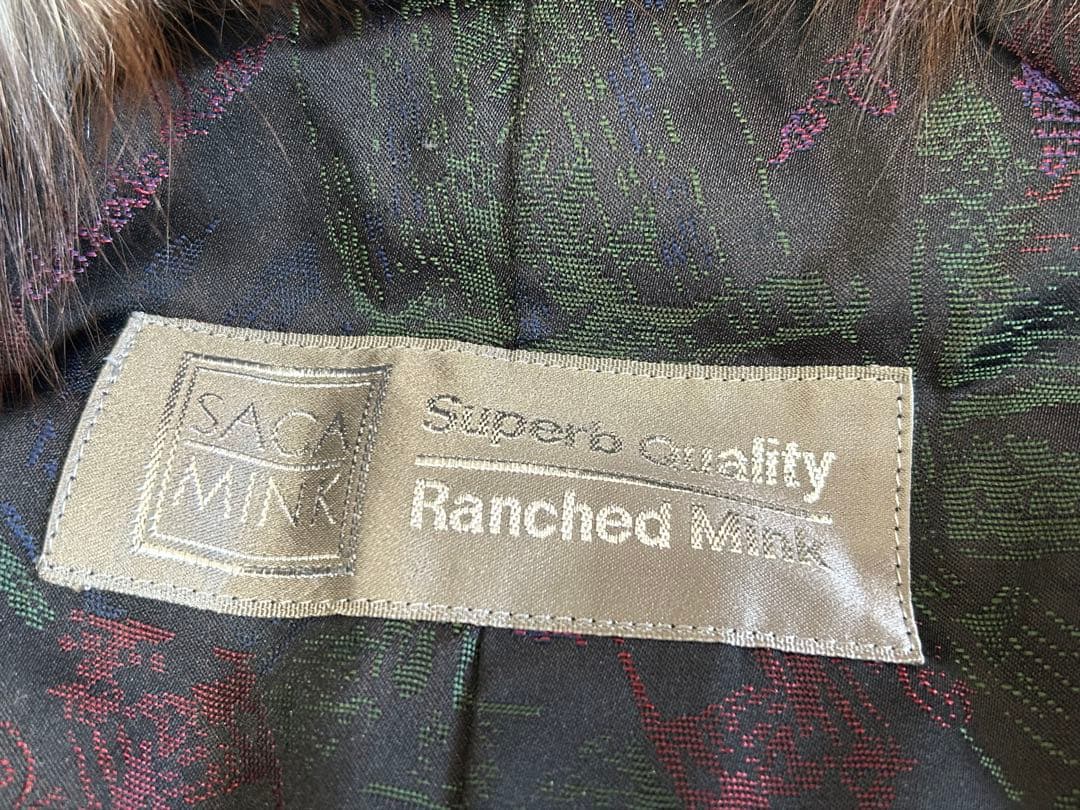 SAGA
MINK
Superb Quality
Ranched Mink